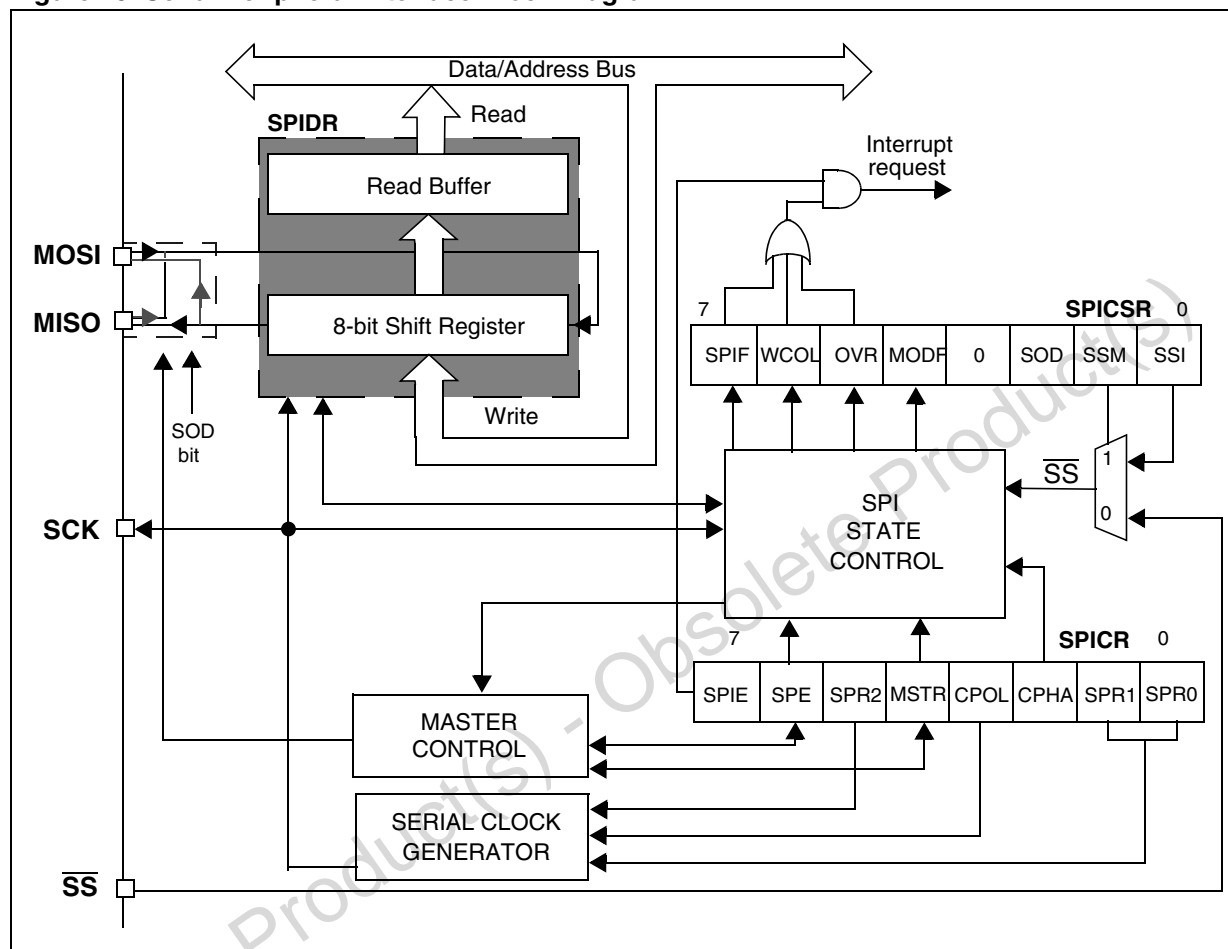 Data/Address Bus
SPIDR
Read
Read Buffer
8-bit Shift Register
Write
Interrupt
request
MOSI
MISO
SOD
bit
SCK
SS
7
SPICSR
0
SPIF
WCOL
OVR
MODF
0
SOD
SSM
SSI
1
0
SS
SPI
STATE
CONTROL
7
SPICR
0
SPIE
SPE
SPR2
MSTR
CPOL
CPHA
SPR1
SPR0
MASTER
CONTROL
SERIAL CLOCK
GENERATOR
Product(s) - Obsolete Product(s)